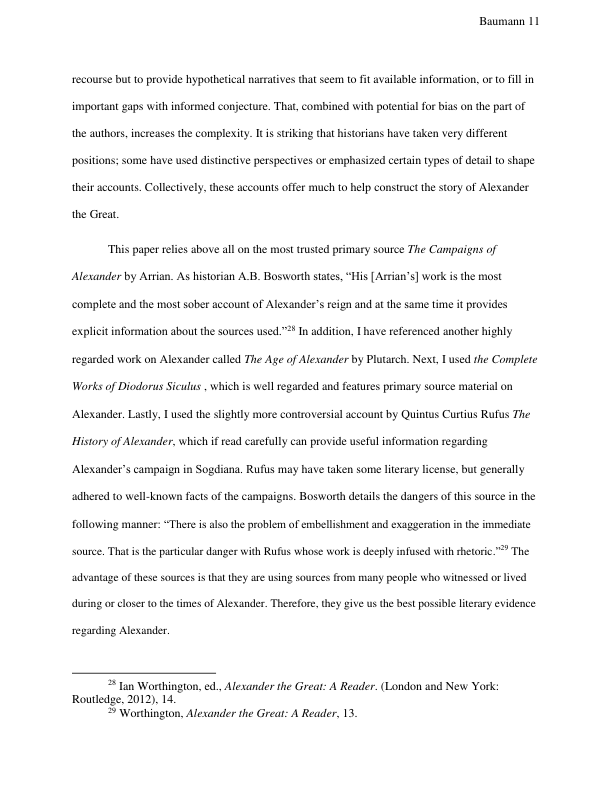 Baumann 11
recourse but to provide hypothetical narratives that seem to fit available information, or to fill in
important gaps with informed conjecture. That, combined with potential for bias on the part of
the authors, increases the complexity. It is striking that historians have taken very different
positions; some have used distinctive perspectives or emphasized certain types of detail to shape
their accounts. Collectively, these accounts offer much to help construct the story of Alexander
the Great.
This paper relies above all on the most trusted primary source The Campaigns of
Alexander by Arrian. As historian A.B. Bosworth states, “His [Arrian’s] work is the most
complete and the most sober account of Alexander’s reign and at the same time it provides
explicit information about the sources used.”28 In addition, I have referenced another highly
regarded work on Alexander called The Age of Alexander by Plutarch. Next, I used the Complete
Works of Diodorus Siculus , which is well regarded and features primary source material on
Alexander. Lastly, I used the slightly more controversial account by Quintus Curtius Rufus The
History of Alexander, which if read carefully can provide useful information regarding
Alexander’s campaign in Sogdiana. Rufus may have taken some literary license, but generally
adhered to well-known facts of the campaigns. Bosworth details the dangers of this source in the
following manner: “There is also the problem of embellishment and exaggeration in the immediate
source. That is the particular danger with Rufus whose work is deeply infused with rhetoric.”29 The
advantage of these sources is that they are using sources from many people who witnessed or lived
during or closer to the times of Alexander. Therefore, they give us the best possible literary evidence
regarding Alexander.
28 Ian Worthington, ed., Alexander the Great: A Reader. (London and New York:
Routledge, 2012), 14.
29 Worthington, Alexander the Great: A Reader, 13.